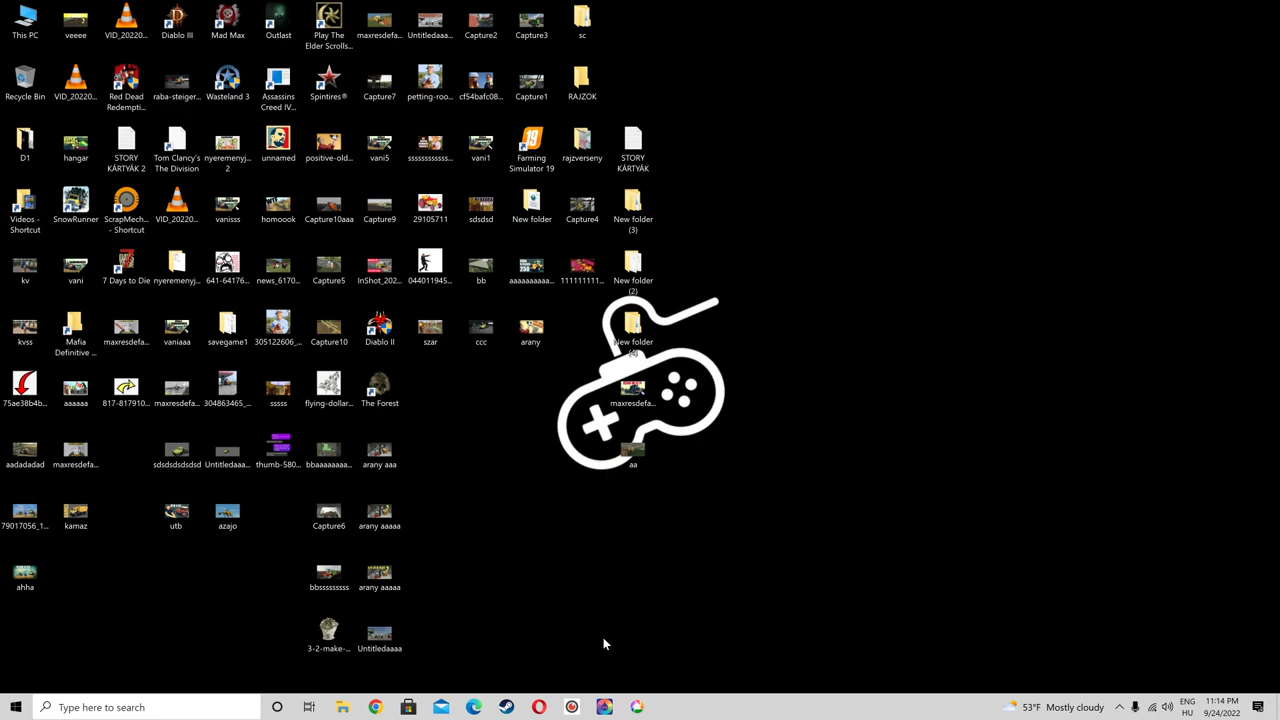 This PC
veeee
VID_20220...
Diablo III
Mad Max
Outlast
Play The
Elder Scrolls...
maxresdefa...
Untitledaaa...
Capture2
Capture3
sc
Recycle Bin
VID_20220...
Red Dead
Redempti...
raba-steiger...
Wasteland 3
Assassins
Creed IV...
Spintires®
Capture7
petting-roo...
cf54bafc08...
Capture1
RAJZOK
D1
hangar
STORY
KÁRTYÁK 2
Tom Clancy's
The Division
nyeremenyj...
2
unnamed
positive-old...
vani5
ssssssssssss...
vani1
Farming
Simulator 19
rajzverseny
STORY
KÁRTYÁK
Videos -
Shortcut
SnowRunner
ScrapMech...
- Shortcut
VID_20220...
vanisss
homoook
Capture10aaa
Capture9
29105711
sdsdsd
New folder
Capture4
New folder
(3)
kv
vani
7 Days to Die
nyeremenyj...
641-64176...
news_6170...
Capture5
InShot_202...
044011945...
bb
aaaaaaaaaa...
111111111...
New folder
(2)
kvss
Mafia
Definitive ...
maxresdefa...
vaniaaa
savegame1
305122606_...
Capture10
Diablo II
szar
ccc
arany
New folder
(4)
75ae38b4b...
aaaaaa
817-817910...
maxresdefa...
304863465_...
sssss
flying-dollar...
The Forest
maxresdefa...
aadadadad
maxresdefa...
sdsdsdsdsdsd
Untitledaaa...
thumb-580...
bbaaaaaaaa...
arany aaa
aa
79017056_1...
kamaz
utb
azajo
Capture6
arany aaaaa
ahha
bbsssssssss
arany aaaaa
3-2-make-...
Untitledaaaa
Type here to search
53°F Mostly cloudy
ENG
HU
11:14 PM
9/24/2022